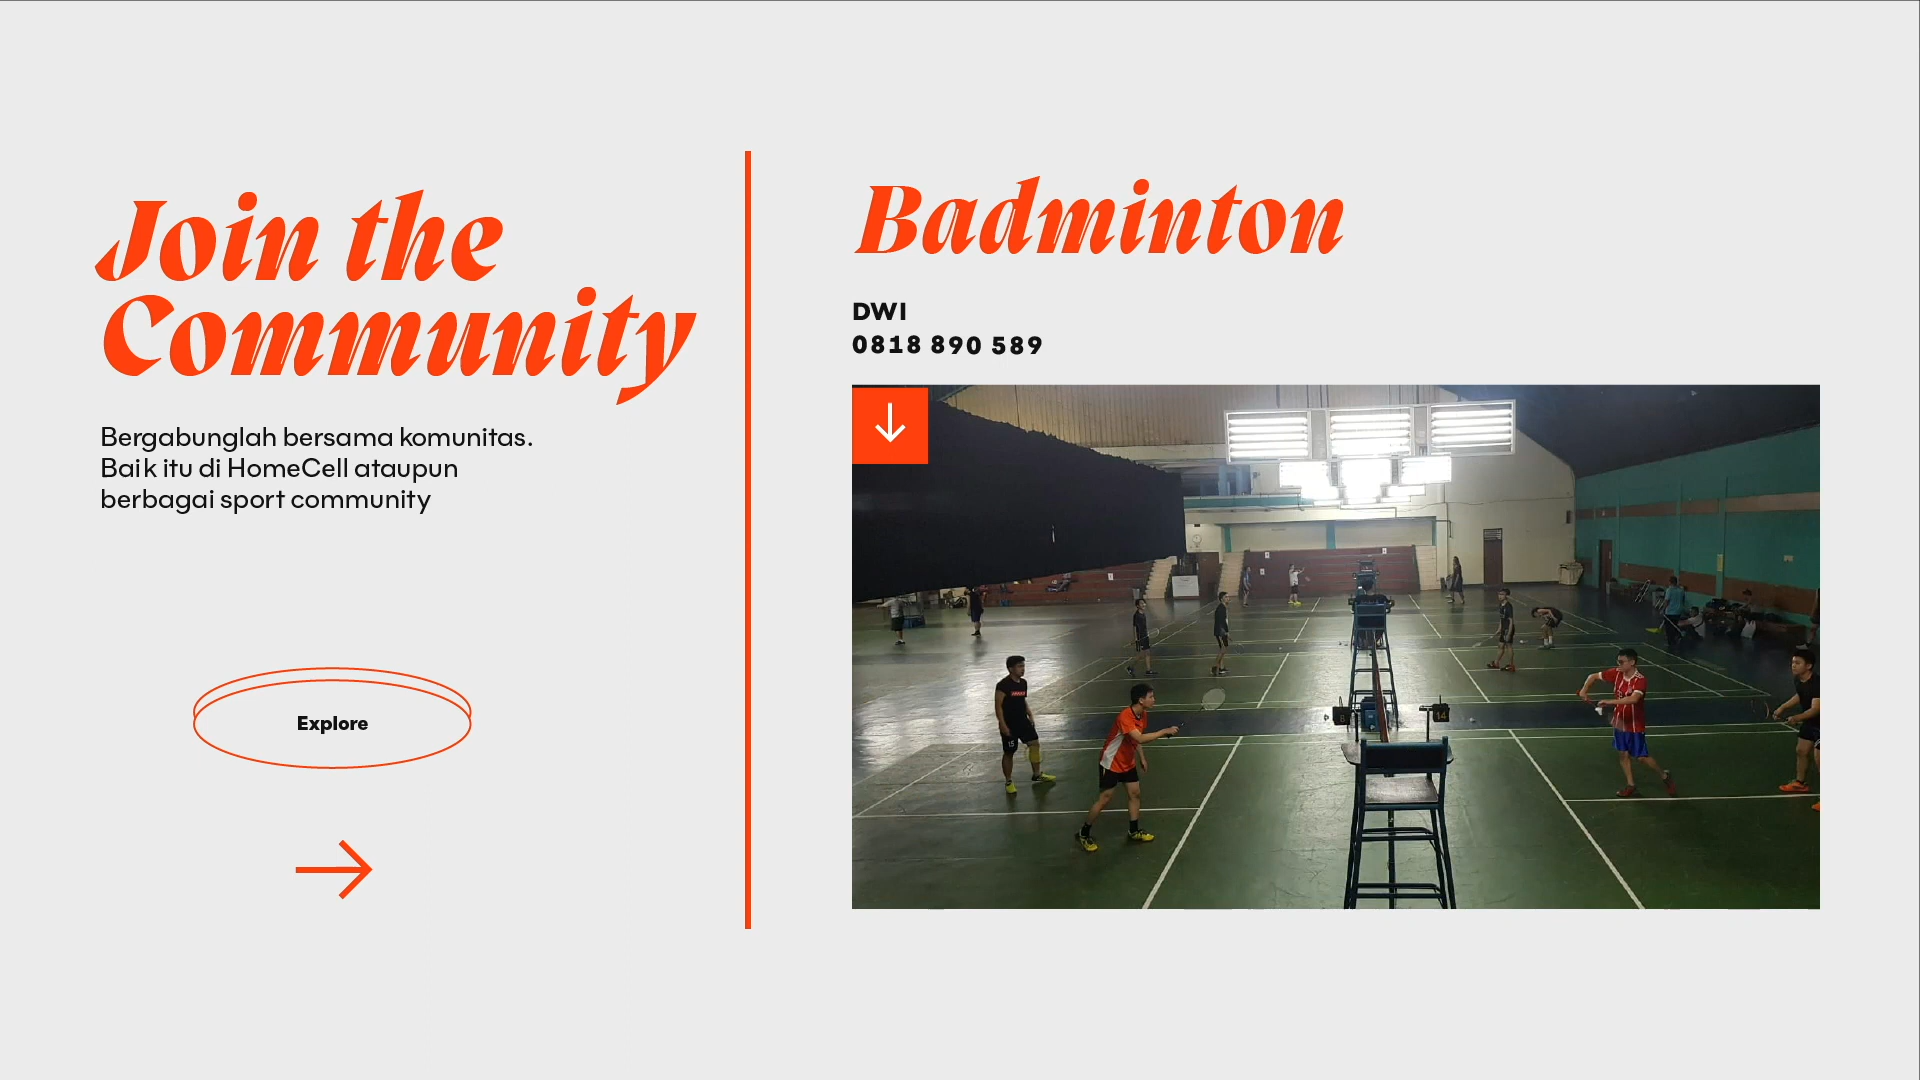 Join the
Community
Bergabunglah bersama komunitas.
Baik itu di HomeCell ataupun
berbagai sport community
Explore
Badminton
DWI
0818 890 589